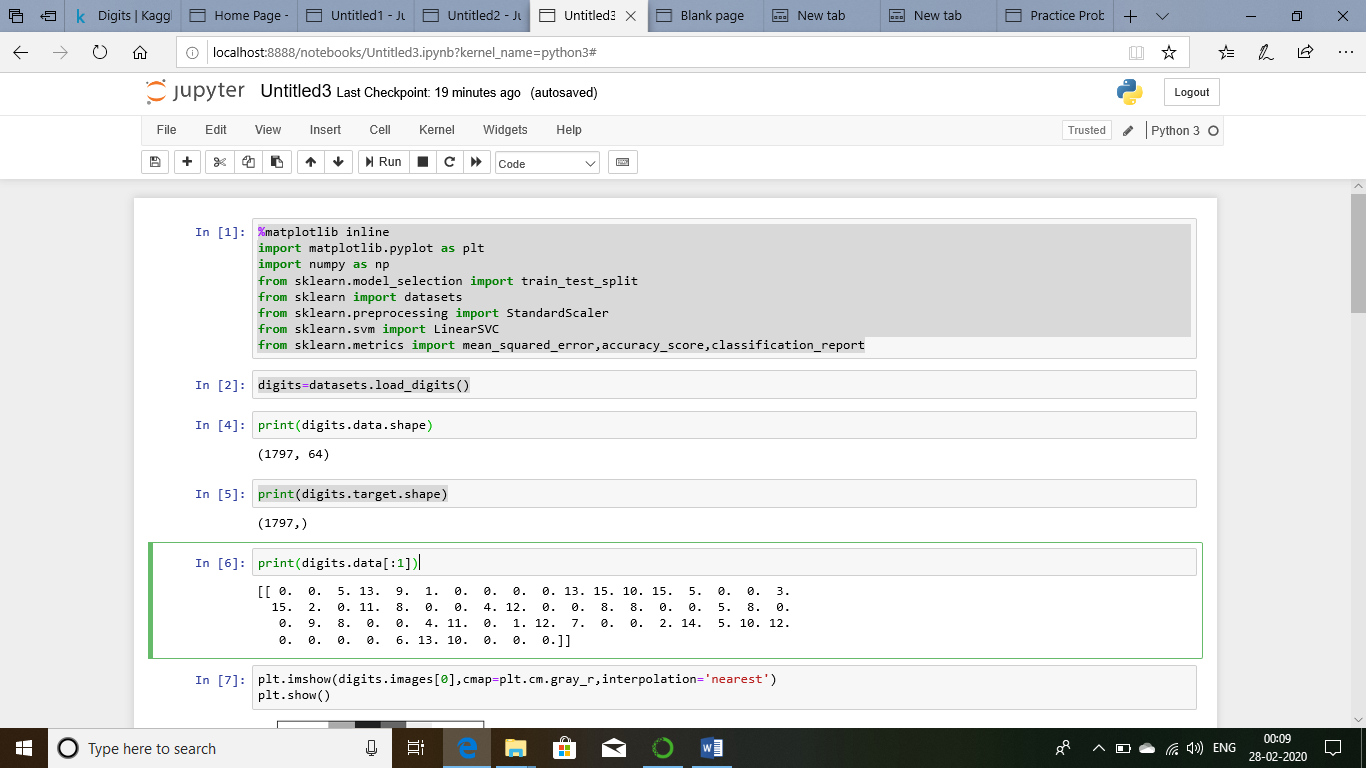 Digits | Kaggl
Home Page -
Untitled1 - Ju
Untitled2 - Ju
Untitled3
Blank page
New tab
New tab
Practice Prob
localhost:8888/notebooks/Untitled3.ipynb?kernel_name=python3#
jupyter Untitled3 Last Checkpoint: 19 minutes ago (autosaved)
Logout
File Edit View Insert Cell Kernel Widgets Help
Trusted
Python 3
Run
Code
In [1]: %matplotlib inline
import matplotlib.pyplot as plt
import numpy as np
from sklearn.model_selection import train_test_split
from sklearn import datasets
from sklearn.preprocessing import StandardScaler
from sklearn.svm import LinearSVC
from sklearn.metrics import mean_squared_error,accuracy_score,classification_report
In [2]: digits=datasets.load_digits()
In [4]: print(digits.data.shape)
(1797, 64)
In [5]: print(digits.target.shape)
(1797,)
In [6]: print(digits.data[:1])
[[ 0.  0.  5. 13.  9.  1.  0.  0.  0.  0. 13. 15. 10. 15.  5.  0.  0.  3.
15.  2.  0. 11.  8.  0.  0.  4. 12.  0.  0.  8.  8.  0.  0.  5.  8.  0.
0.  9.  8.  0.  0.  4. 11.  0.  1. 12.  7.  0.  0.  2. 14.  5. 10. 12.
0.  0.  0.  0.  6. 13. 10.  0.  0.  0.]]
In [7]: plt.imshow(digits.images[0],cmap=plt.cm.gray_r,interpolation='nearest')
plt.show()
Type here to search
ENG
00:09
28-02-2020